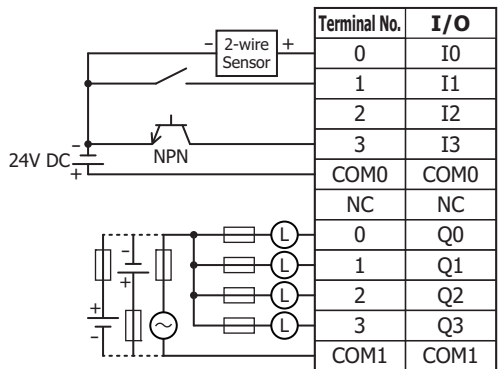 Terminal No. I/O
– 2-wire Sensor + 0 I0
1 I1
2 I2
NPN 3 I3
24V DC – + COM0 COM0
NC NC
L 0 Q0
– + L 1 Q1
L 2 Q2
+ – L 3 Q3
COM1 COM1